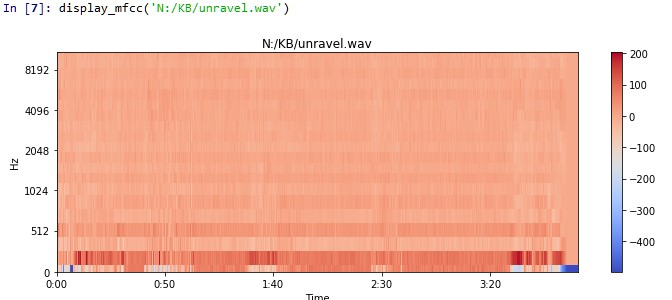 In [7]: display_mfcc('N:/KB/unravel.wav')
N:/KB/unravel.wav
8192
4096
2048
1024
512
0
Hz
0:00 0:50 1:40 2:30 3:20
Time
200
100
0
−100
−200
−300
−400